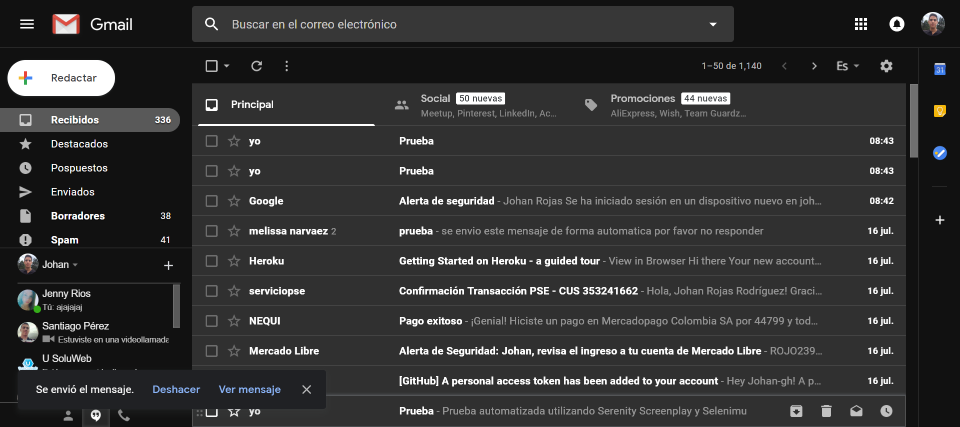 Gmail
Buscar en el correo electrónico
Redactar
1–50 de 1,140
Es
31
Principal
Social 50 nuevas
Meetup, Pinterest, LinkedIn, Ac…
Promociones 44 nuevas
AliExpress, Wish, Team Guardz…
Recibidos 336
Destacados
Pospuestos
Enviados
Borradores 38
Spam 41
yo Prueba 08:43
yo Prueba 08:43
Google Alerta de seguridad - Johan Rojas Se ha iniciado sesión en un dispositivo nuevo en joh… 08:42
melissa narvaez 2 prueba - se envio este mensaje de forma automatica por favor no responder 16 jul.
Heroku Getting Started on Heroku - a guided tour - View in Browser Hi there Your new account… 16 jul.
serviciopse Confirmación Transacción PSE - CUS 353241662 - Hola, Johan Rojas Rodríguez! Graci… 16 jul.
NEQUI Pago exitoso - ¡Genial! Hiciste un pago en Mercadopago Colombia SA por 44799 y tod… 16 jul.
Mercado Libre Alerta de Seguridad: Johan, revisa el ingreso a tu cuenta de Mercado Libre - ROJO239… 16 jul.
[GitHub] A personal access token has been added to your account - Hey Johan-gh! A p… 16 jul.
yo Prueba - Prueba automatizada utilizando Serenity Screenplay y Selenimu
Johan
Jenny Rios
Tú: ajajajaj
Santiago Pérez
Estuviste en una videollamada
U SoluWeb
Se envió el mensaje. Deshacer Ver mensaje